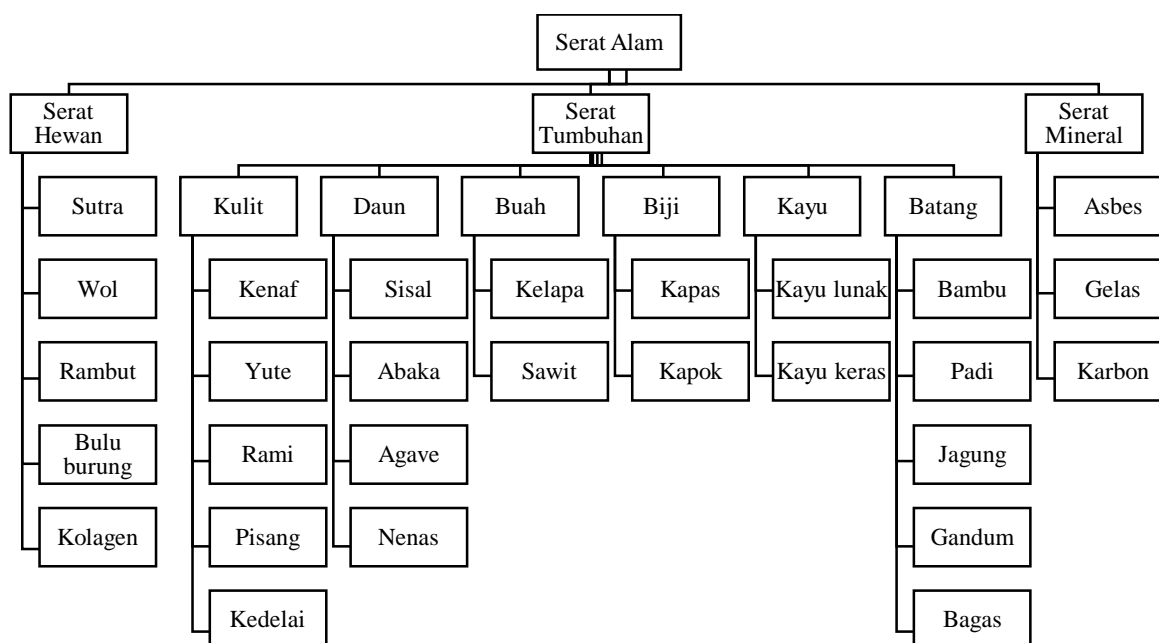 Serat Alam
Serat
Hewan
Serat
Tumbuhan
Serat
Mineral
Sutra
Kulit
Daun
Buah
Biji
Kayu
Batang
Asbes
Wol
Kenaf
Sisal
Kelapa
Kapas
Kayu lunak
Bambu
Gelas
Rambut
Yute
Abaka
Sawit
Kapok
Kayu keras
Padi
Karbon
Bulu
burung
Rami
Agave
Jagung
Kolagen
Pisang
Nenas
Gandum
Kedelai
Bagas